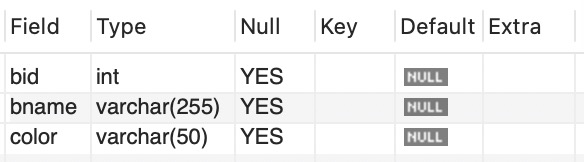 Field Type Null Key Default Extra
bid int YES NULL
bname varchar(255) YES NULL
color varchar(50) YES NULL